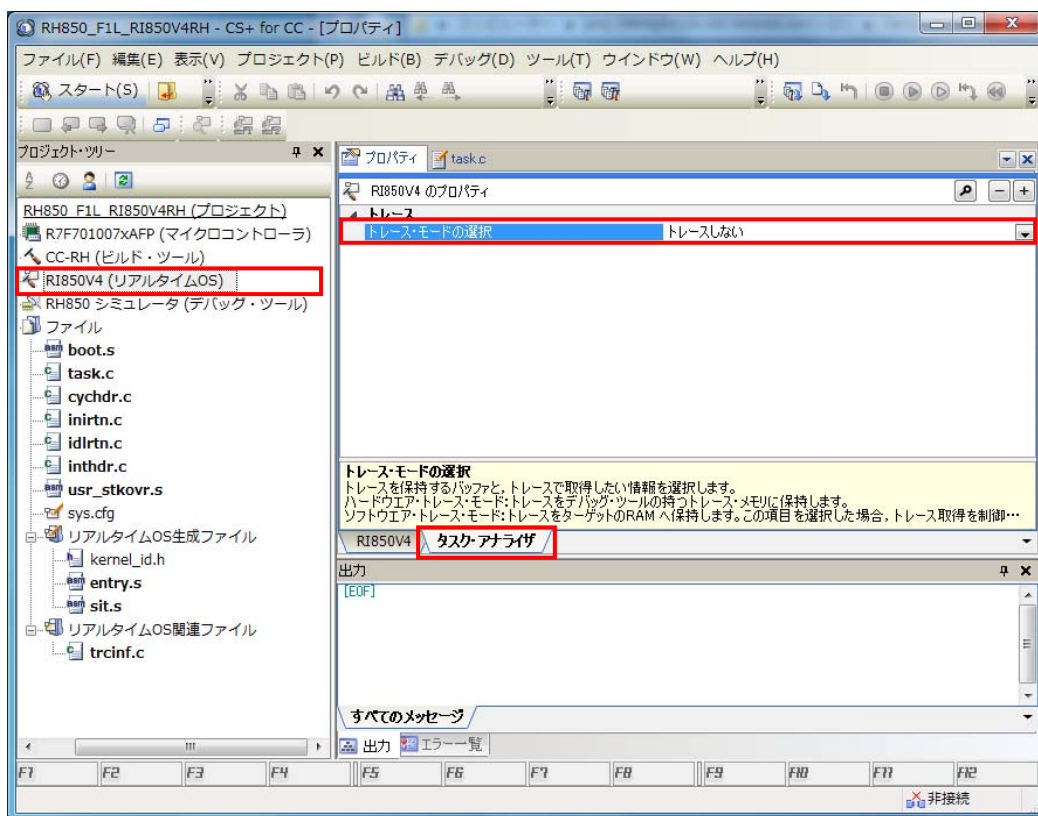 RH850_F1L_RI850V4RH - CS+ for CC - [プロパティ]
ファイル(F) 編集(E) 表示(V) プロジェクト(P) ビルド(B) デバッグ(D) ツール(T) ウインドウ(W) ヘルプ(H)
スタート(S)
プロジェクト・ツリー
RH850_F1L_RI850V4RH (プロジェクト)
R7F701007xAFP (マイクロコントローラ)
CC-RH (ビルド・ツール)
RI850V4 (リアルタイムOS)
RH850 シミュレータ (デバッグ・ツール)
ファイル
boot.s
task.c
cychdr.c
inirtn.c
idlrtn.c
inthdr.c
usr_stkovr.s
sys.cfg
リアルタイムOS生成ファイル
kernel_id.h
entry.s
sit.s
リアルタイムOS関連ファイル
trcinf.c
プロパティ task.c
RI850V4 のプロパティ
トレース
トレース・モードの選択 トレースしない
トレース・モードの選択
トレースを保持するバッファと,トレースで取得したい情報を選択します。
ハードウエア・トレース・モード:トレースをデバッグ・ツールの持つトレース・メモリに保持します。
ソフトウエア・トレース・モード:トレースをターゲットのRAM へ保持します。この項目を選択した場合,トレース取得を制御…
RI850V4 タスク・アナライザ
出力
[EOF]
すべてのメッセージ
出力 エラー一覧
F1 F2 F3 F4 F5 F6 F7 F8 F9 F10 F11 F12
非接続